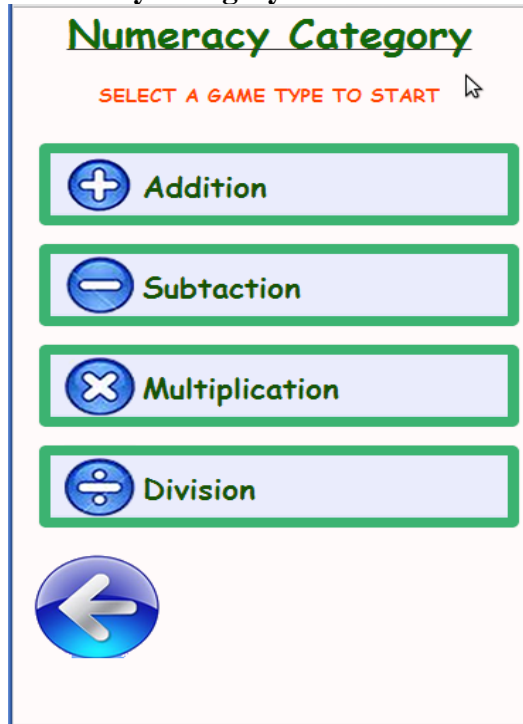 Numeracy Category
SELECT A GAME TYPE TO START
Addition
Subtaction
Multiplication
Division